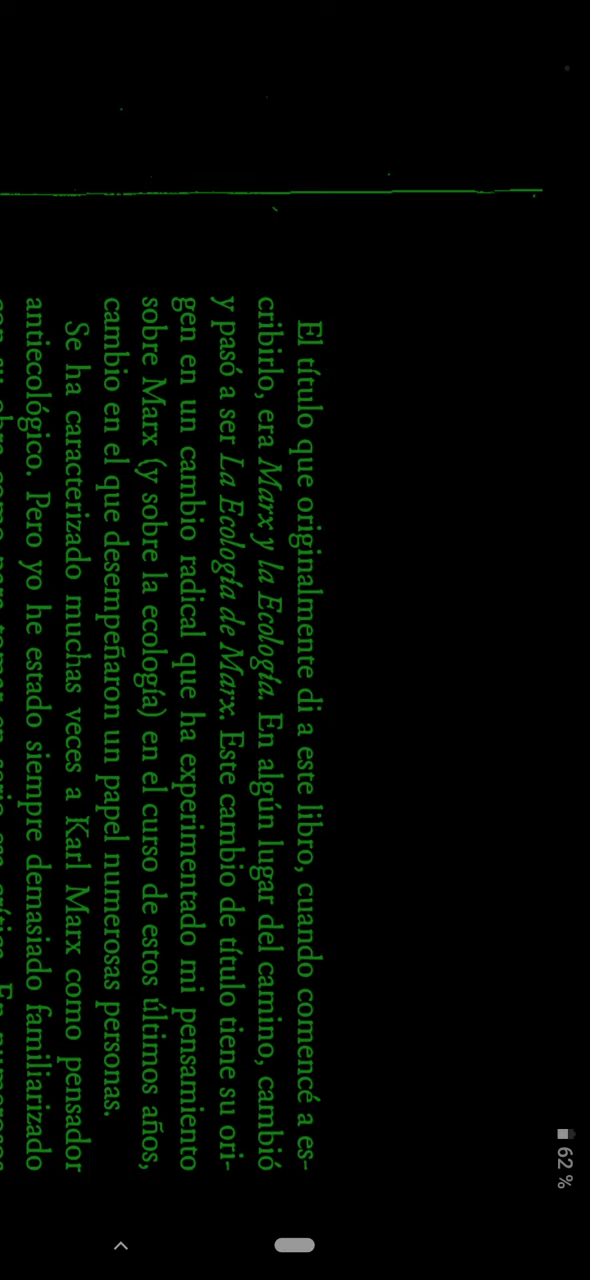 El título que originalmente di a este libro, cuando comencé a es-
cribirlo, era Marx y la Ecología. En algún lugar del camino, cambió
y pasó a ser La Ecología de Marx. Este cambio de título tiene su ori-
gen en un cambio radical que ha experimentado mi pensamiento
sobre Marx (y sobre la ecología) en el curso de estos últimos años,
cambio en el que desempeñaron un papel numerosas personas.
Se ha caracterizado muchas veces a Karl Marx como pensador
antiecológico. Pero yo he estado siempre demasiado familiarizado
62 %